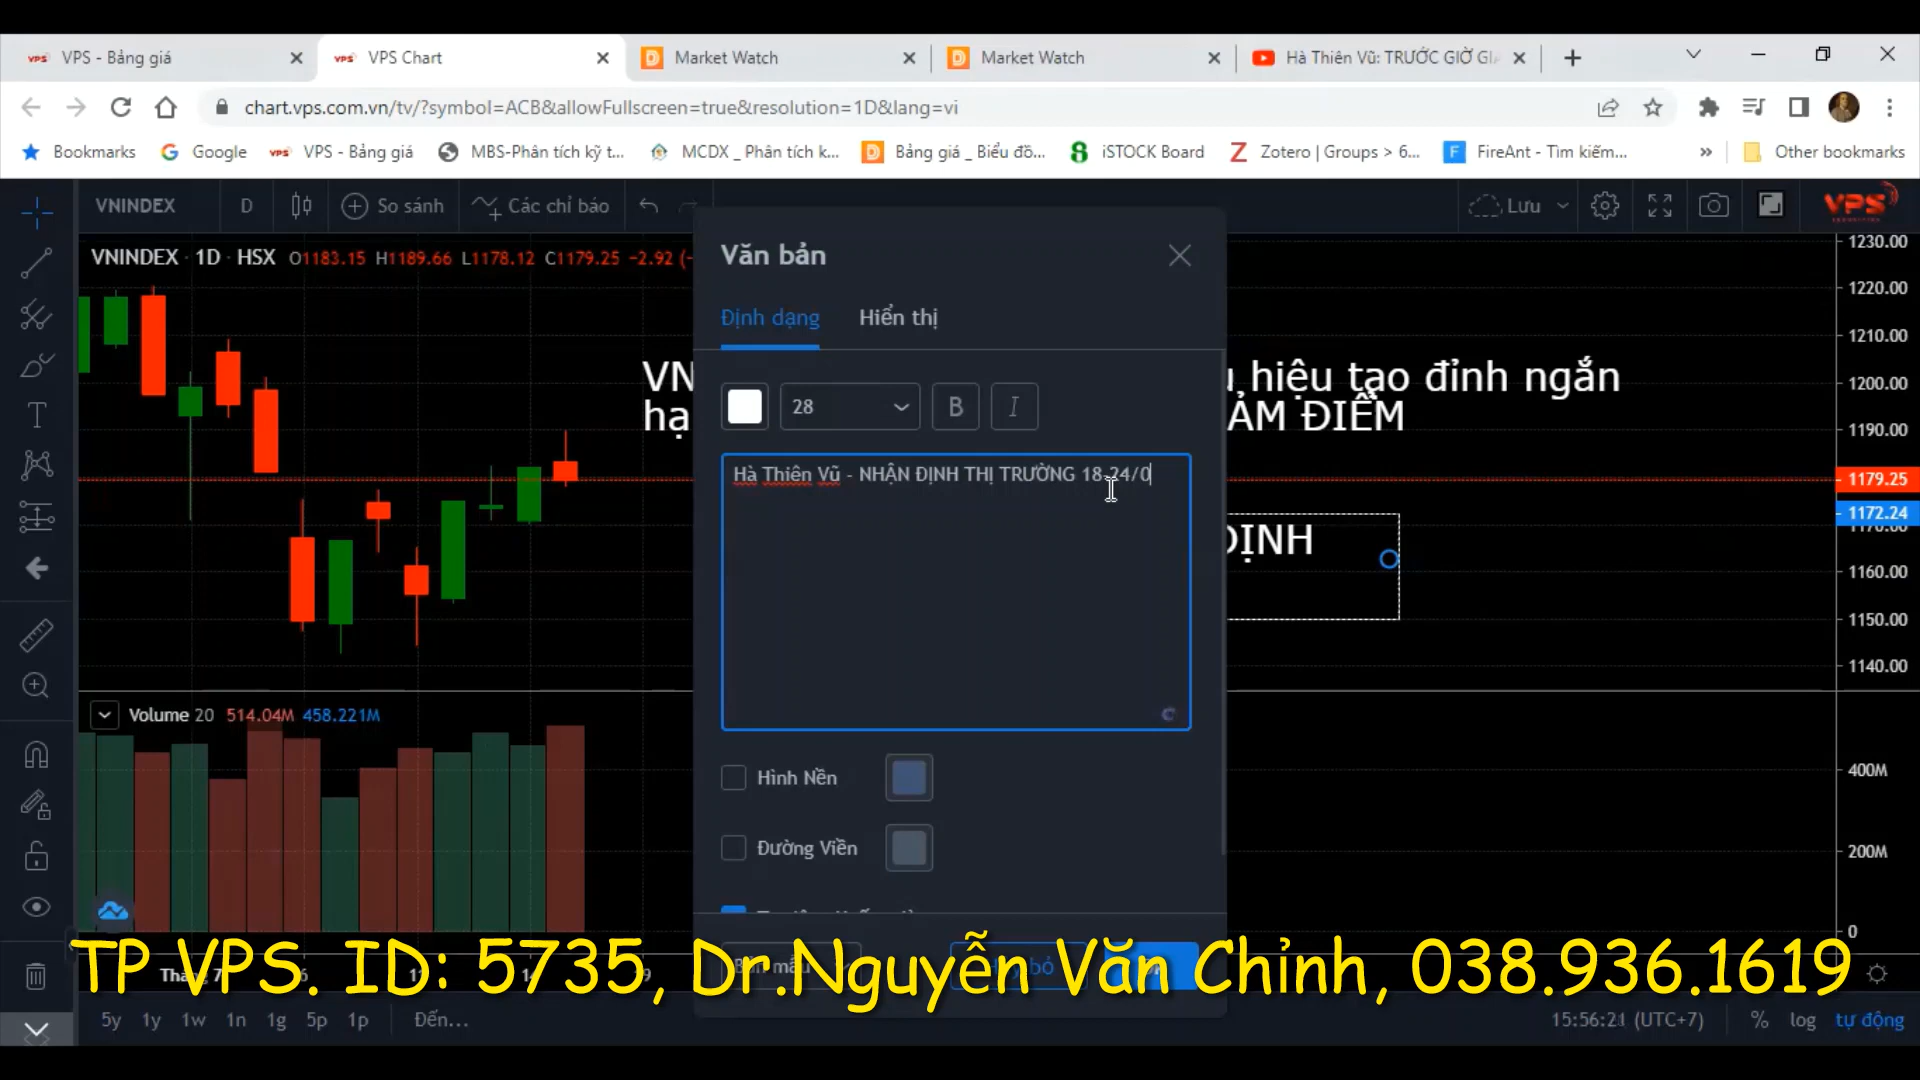 VPS - Bảng giá
VPS Chart
Market Watch
Market Watch
Hà Thiên Vũ: TRƯỚC GIỜ GIA
chart.vps.com.vn/tv/?symbol=ACB&allowFullscreen=true&resolution=1D&lang=vi
Bookmarks
Google
VPS - Bảng giá
MBS-Phân tích kỹ t...
MCDX _ Phân tích k...
Bảng giá _ Biểu đồ...
iSTOCK Board
Zotero | Groups > 6...
FireAnt - Tìm kiếm...
»
Other bookmarks
VNINDEX
D
So sánh
Các chỉ báo
Lưu
VPS
VNINDEX · 1D · HSX O1183.15 H1189.66 L1178.12 C1179.25 −2.92 (−
Văn bản
Định dạng
Hiển thị
28
B
I
VN
hiệu tạo đỉnh ngắn
hạ
ẢM ĐIỂM
Hà Thiên Vũ - NHẬN ĐỊNH THỊ TRƯỜNG 18-24/0
ĐỊNH
Hình Nền
Đường Viền
1230.00
1220.00
1210.00
1200.00
1190.00
1179.25
1172.24
1170.00
1160.00
1150.00
1140.00
Volume 20 514.04M 458.221M
400M
200M
0
TP VPS. ID: 5735, Dr.Nguyễn Văn Chỉnh, 038.936.1619
5y 1y 1w 1n 1g 5p 1p
Đến...
15:56:21 (UTC+7)
%
log
tự động